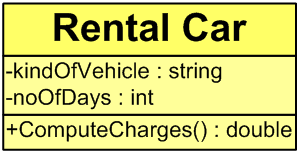 Rental Car
-kindOfVehicle : string
-noOfDays : int
+ComputeCharges() : double